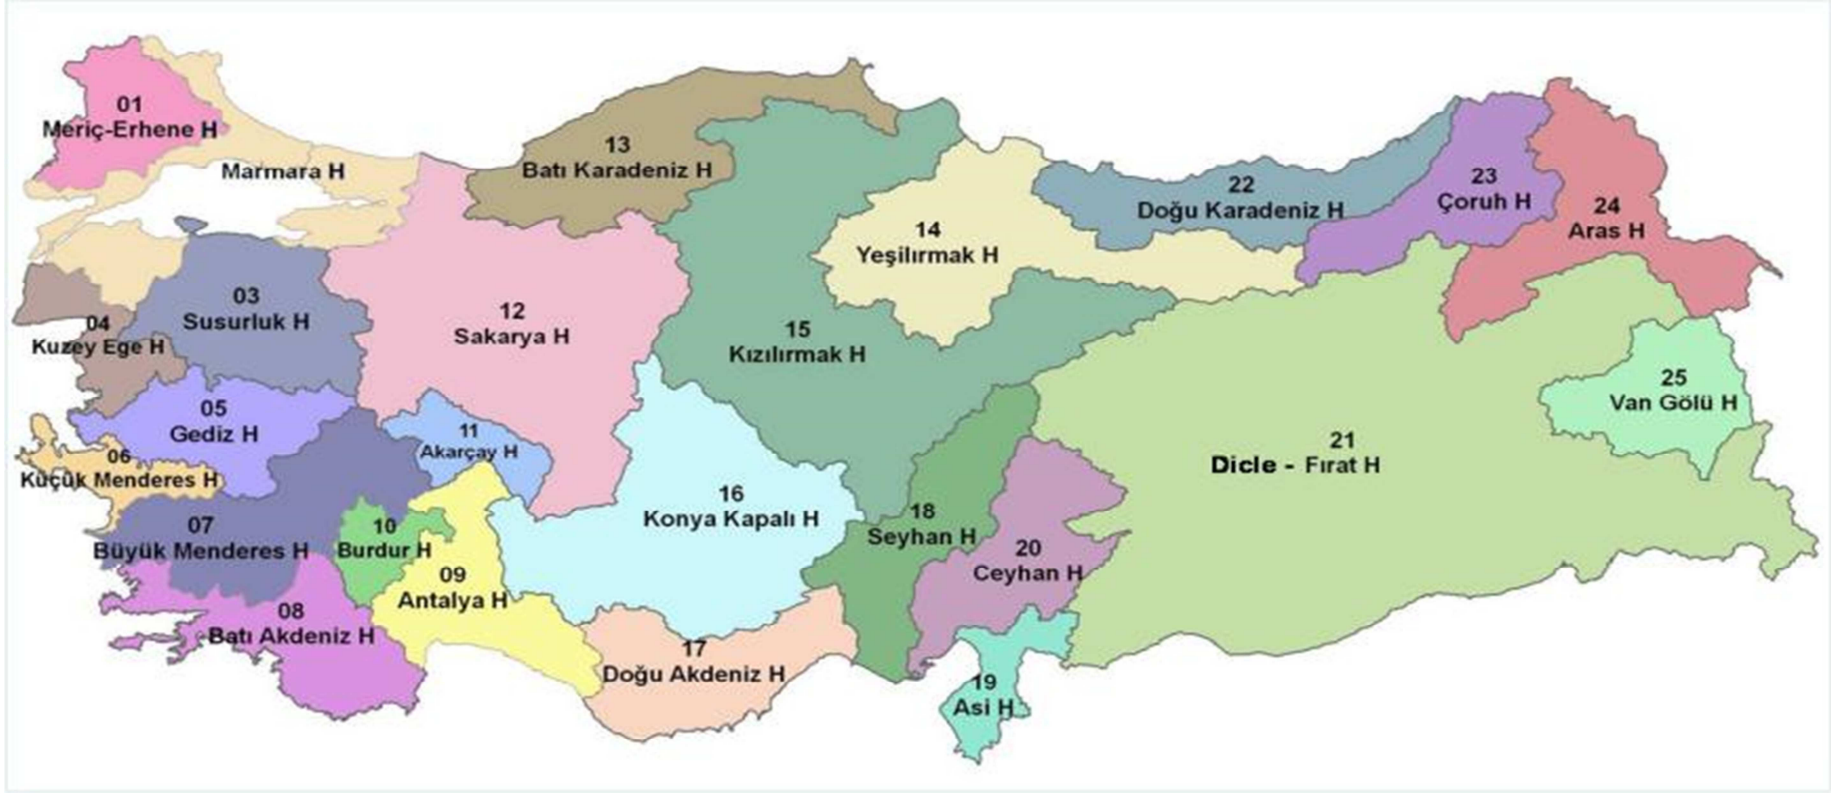 01
Meriç-Erhene H
Marmara H
13
Batı Karadeniz H
22
Doğu Karadeniz H
23
Çoruh H
24
Aras H
14
Yeşilırmak H
03
Susurluk H
12
Sakarya H
04
Kuzey Ege H
15
Kızılırmak H
25
Van Gölü H
05
Gediz H
11
Akarçay H
21
Dicle - Fırat H
06
Küçük Menderes H
16
Konya Kapalı H
07
Büyük Menderes H
10
Burdur H
18
Seyhan H
20
Ceyhan H
09
Antalya H
08
Batı Akdeniz H
17
Doğu Akdeniz H
19
Asi H